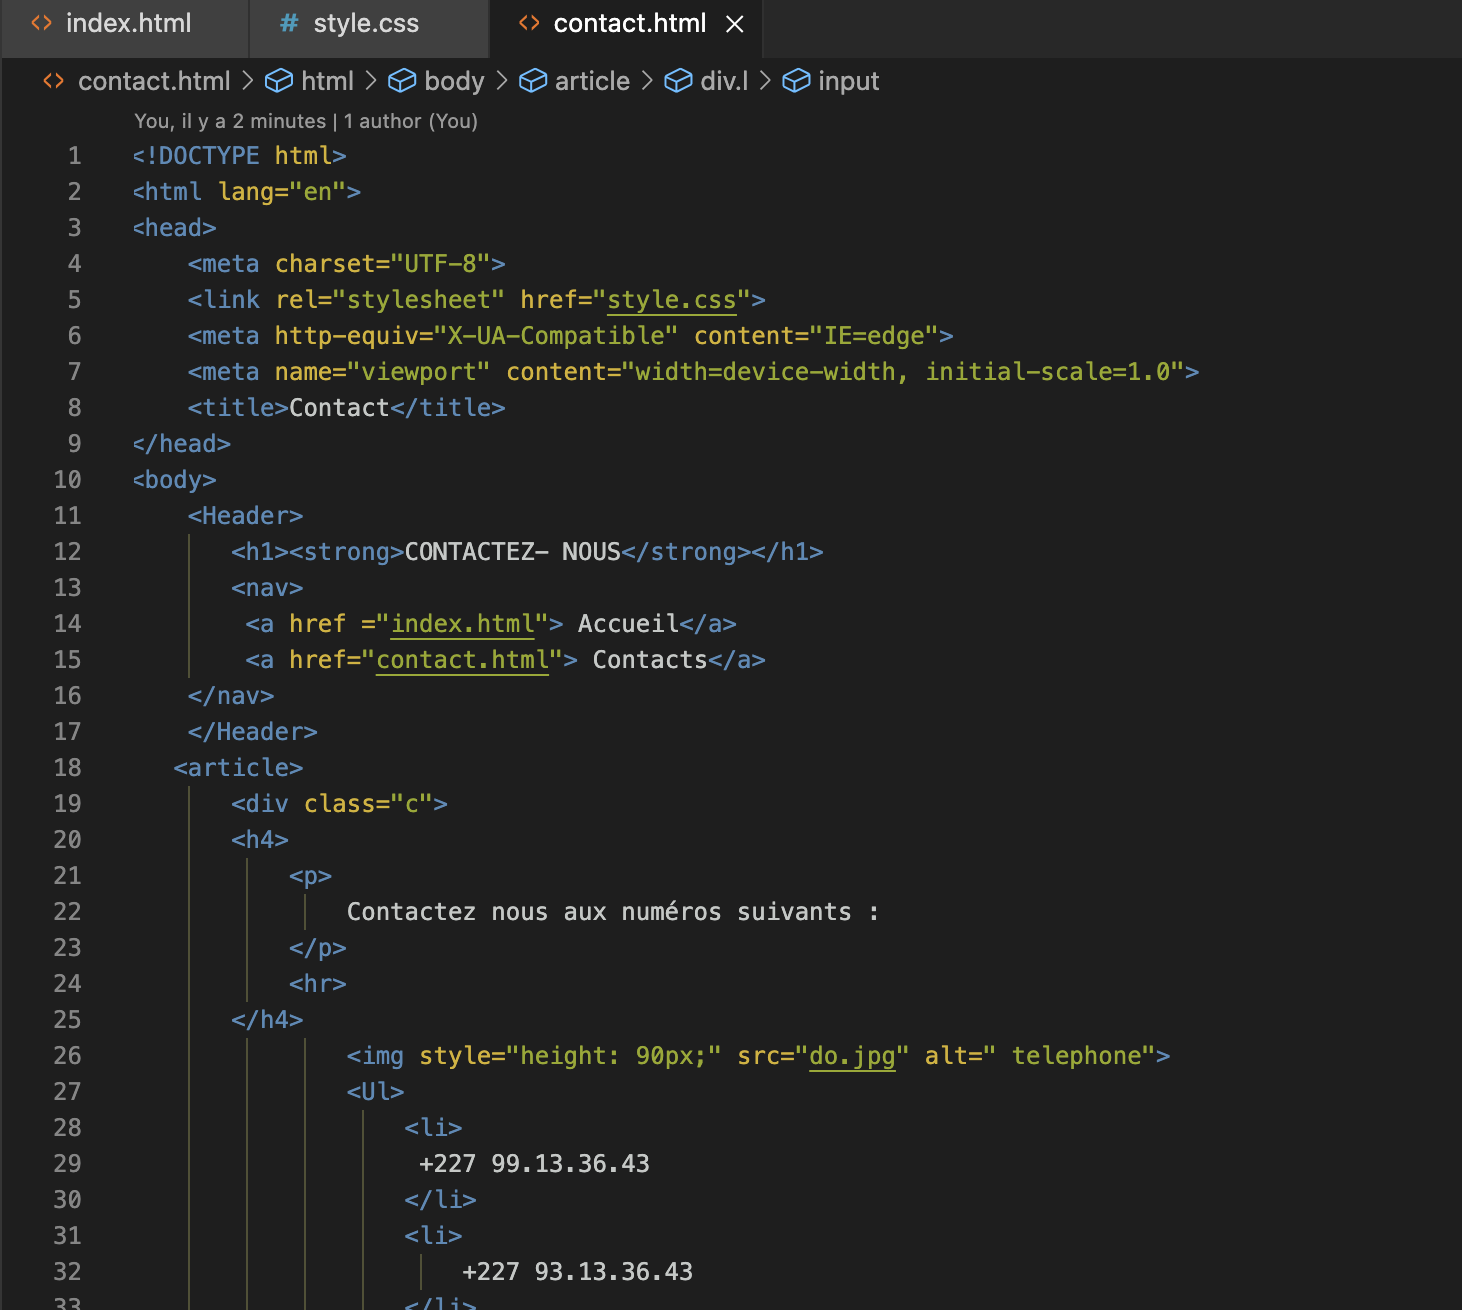 index.html style.css contact.html
contact.html > html > body > article > div.l > input
You, il y a 2 minutes | 1 author (You)
1 <!DOCTYPE html>
2 <html lang="en">
3 <head>
4 <meta charset="UTF-8">
5 <link rel="stylesheet" href="style.css">
6 <meta http-equiv="X-UA-Compatible" content="IE=edge">
7 <meta name="viewport" content="width=device-width, initial-scale=1.0">
8 <title>Contact</title>
9 </head>
10 <body>
11 <Header>
12 <h1><strong>CONTACTEZ- NOUS</strong></h1>
13 <nav>
14 <a href ="index.html"> Accueil</a>
15 <a href="contact.html"> Contacts</a>
16 </nav>
17 </Header>
18 <article>
19 <div class="c">
20 <h4>
21 <p>
22 Contactez nous aux numéros suivants :
23 </p>
24 <hr>
25 </h4>
26 <img style="height: 90px;" src="do.jpg" alt=" telephone">
27 <Ul>
28 <li>
29 +227 99.13.36.43
30 </li>
31 <li>
32 +227 93.13.36.43
33 </li>